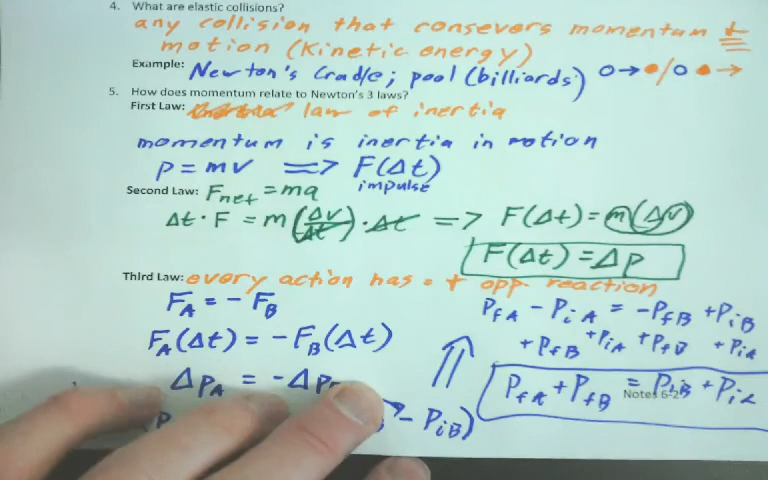 4. What are elastic collisions?
any collision that consevers momentum +
motion (Kinetic energy)
Example: Newton's Cradle; pool (billiards)
5. How does momentum relate to Newton's 3 laws?
First Law: law of inertia
momentum is inertia in motion
p = mv ⇒ F(Δt)
impulse
Second Law: Fnet = ma
Δt · F = m(Δv/Δt) · Δt ⇒ F(Δt) = m(Δv)
F(Δt) = Δp
Third Law: every action has = + opp. reaction
FA = - FB
FA(Δt) = -FB(Δt)
ΔpA = -Δp
- PiB)
PfA - PiA = -PfB + PiB
+PfB +PiA +PfB +PiA
PfA + PfB = PiB + PiA
Notes 6-2